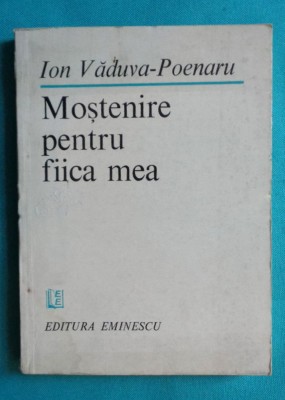 Ion Văduva-Poenaru
Moștenire
pentru
fiica mea
EDITURA EMINESCU